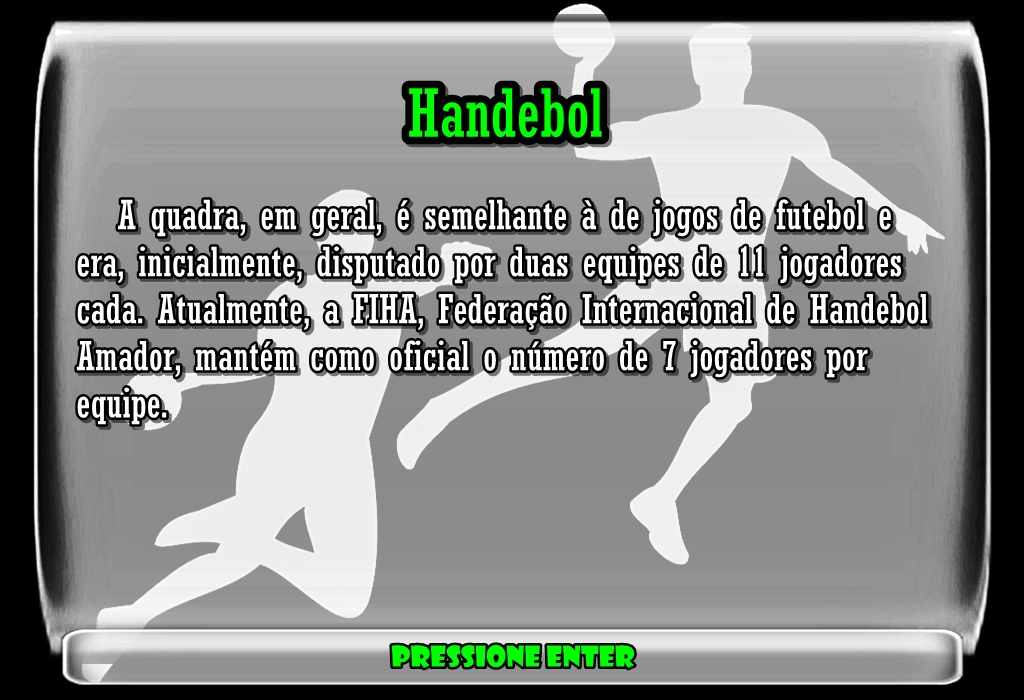 Handebol
A quadra, em geral, é semelhante à de jogos de futebol e
era, inicialmente, disputado por duas equipes de 11 jogadores
cada. Atualmente, a FIHA, Federação Internacional de Handebol
Amador, mantém como oficial o número de 7 jogadores por
equipe.
PRESSIONE ENTER